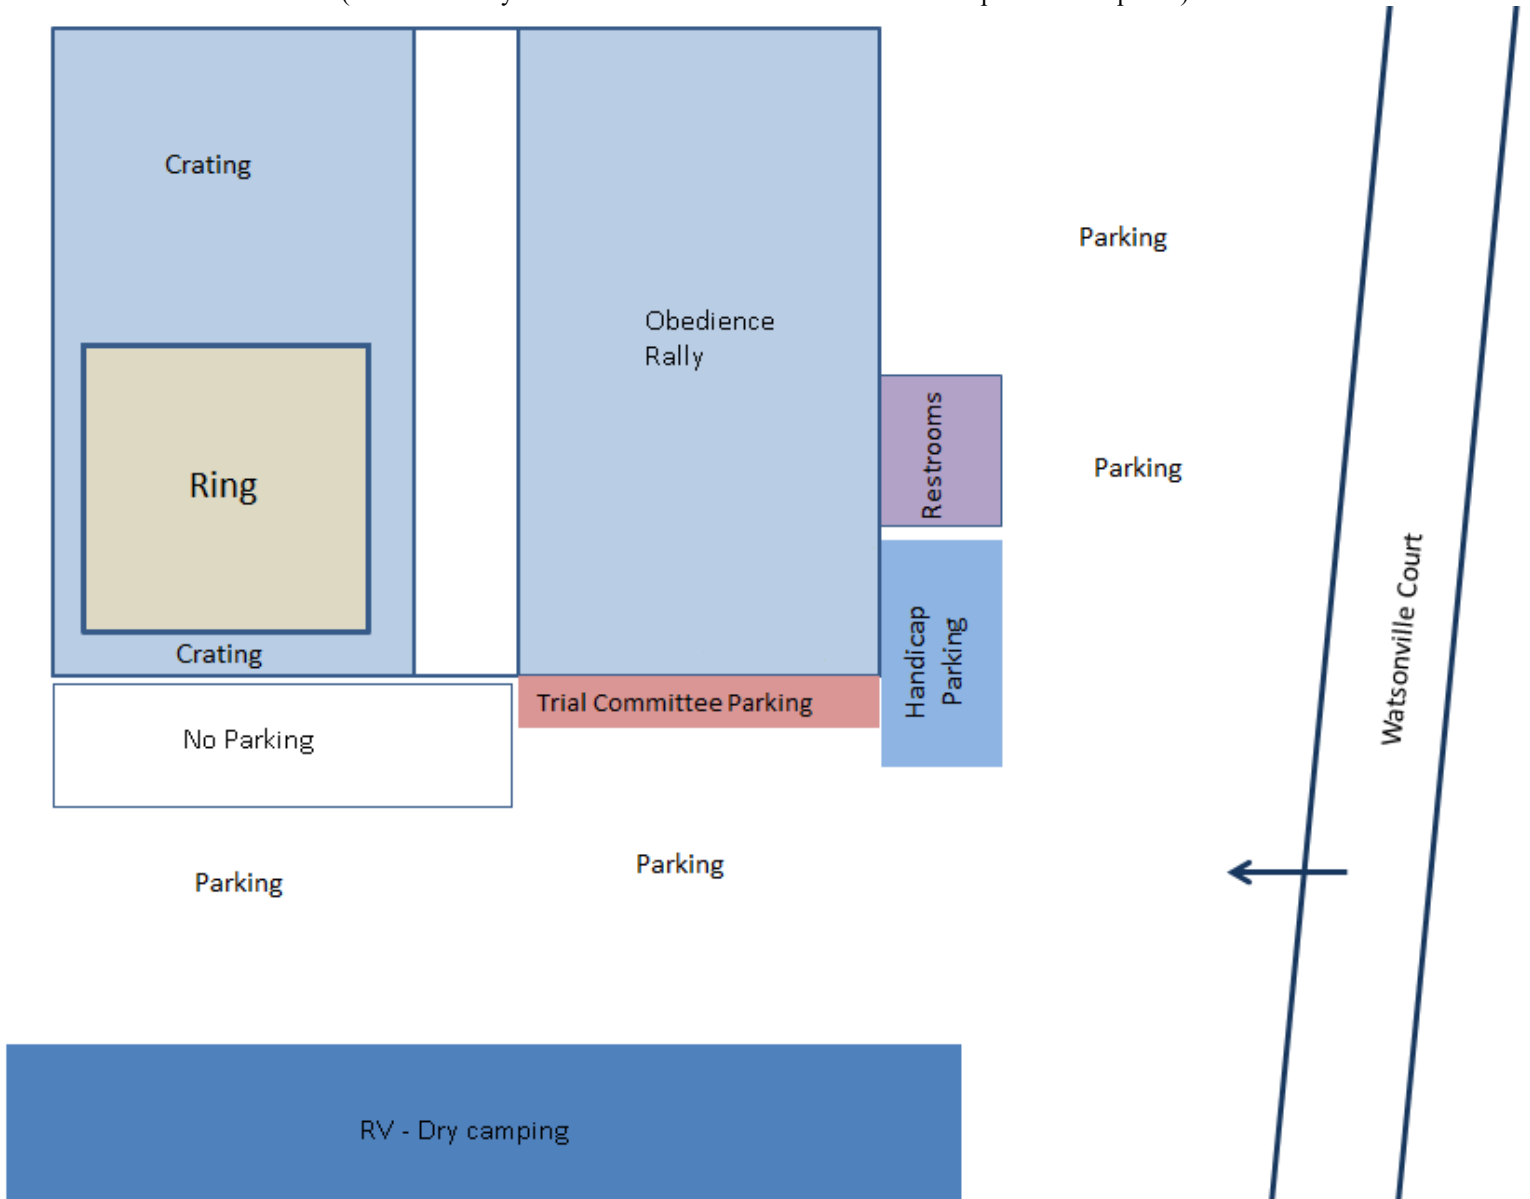 Crating
Obedience
Rally
Parking
Restrooms
Parking
Ring
Crating
Handicap
Parking
Watsonville Court
Trial Committee Parking
No Parking
Parking
Parking
RV - Dry camping